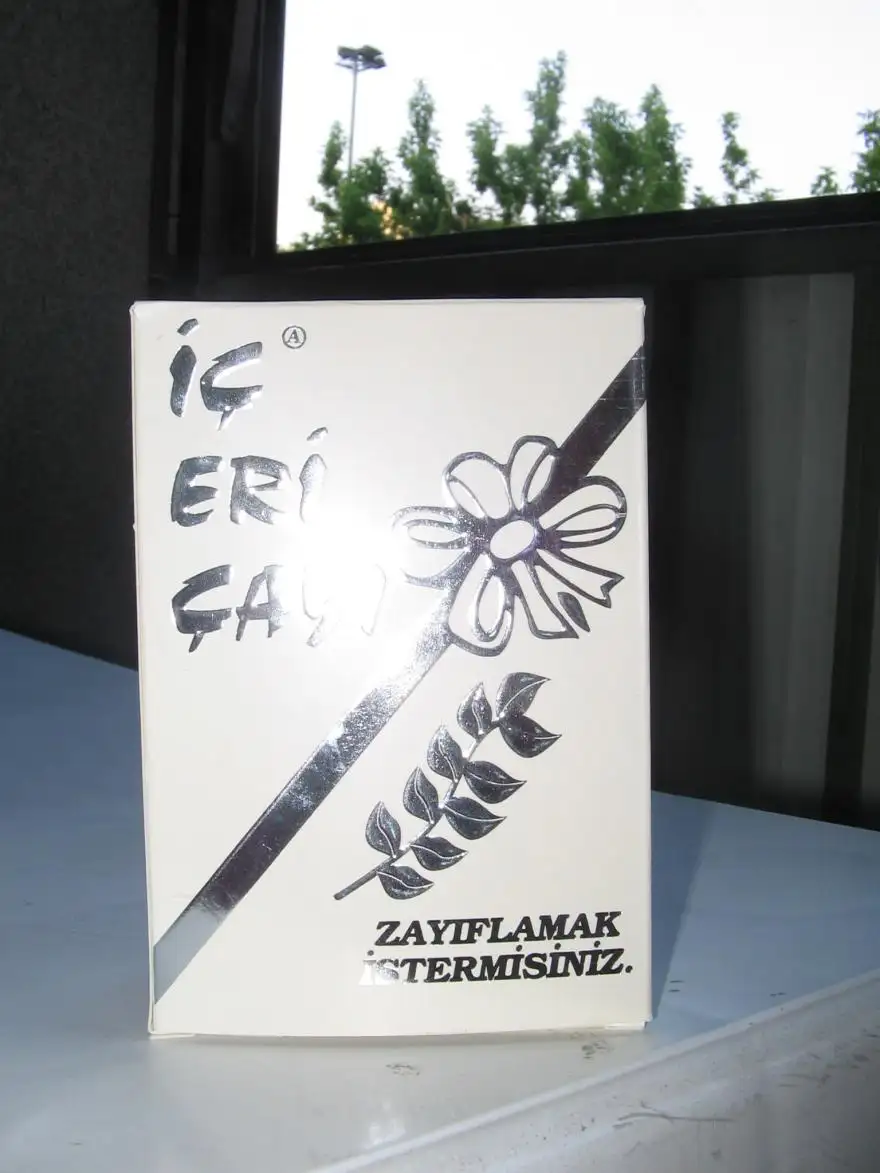 İÇ Ⓐ
ERİ
ÇAYI
ZAYIFLAMAK
İSTERMİSİNİZ.